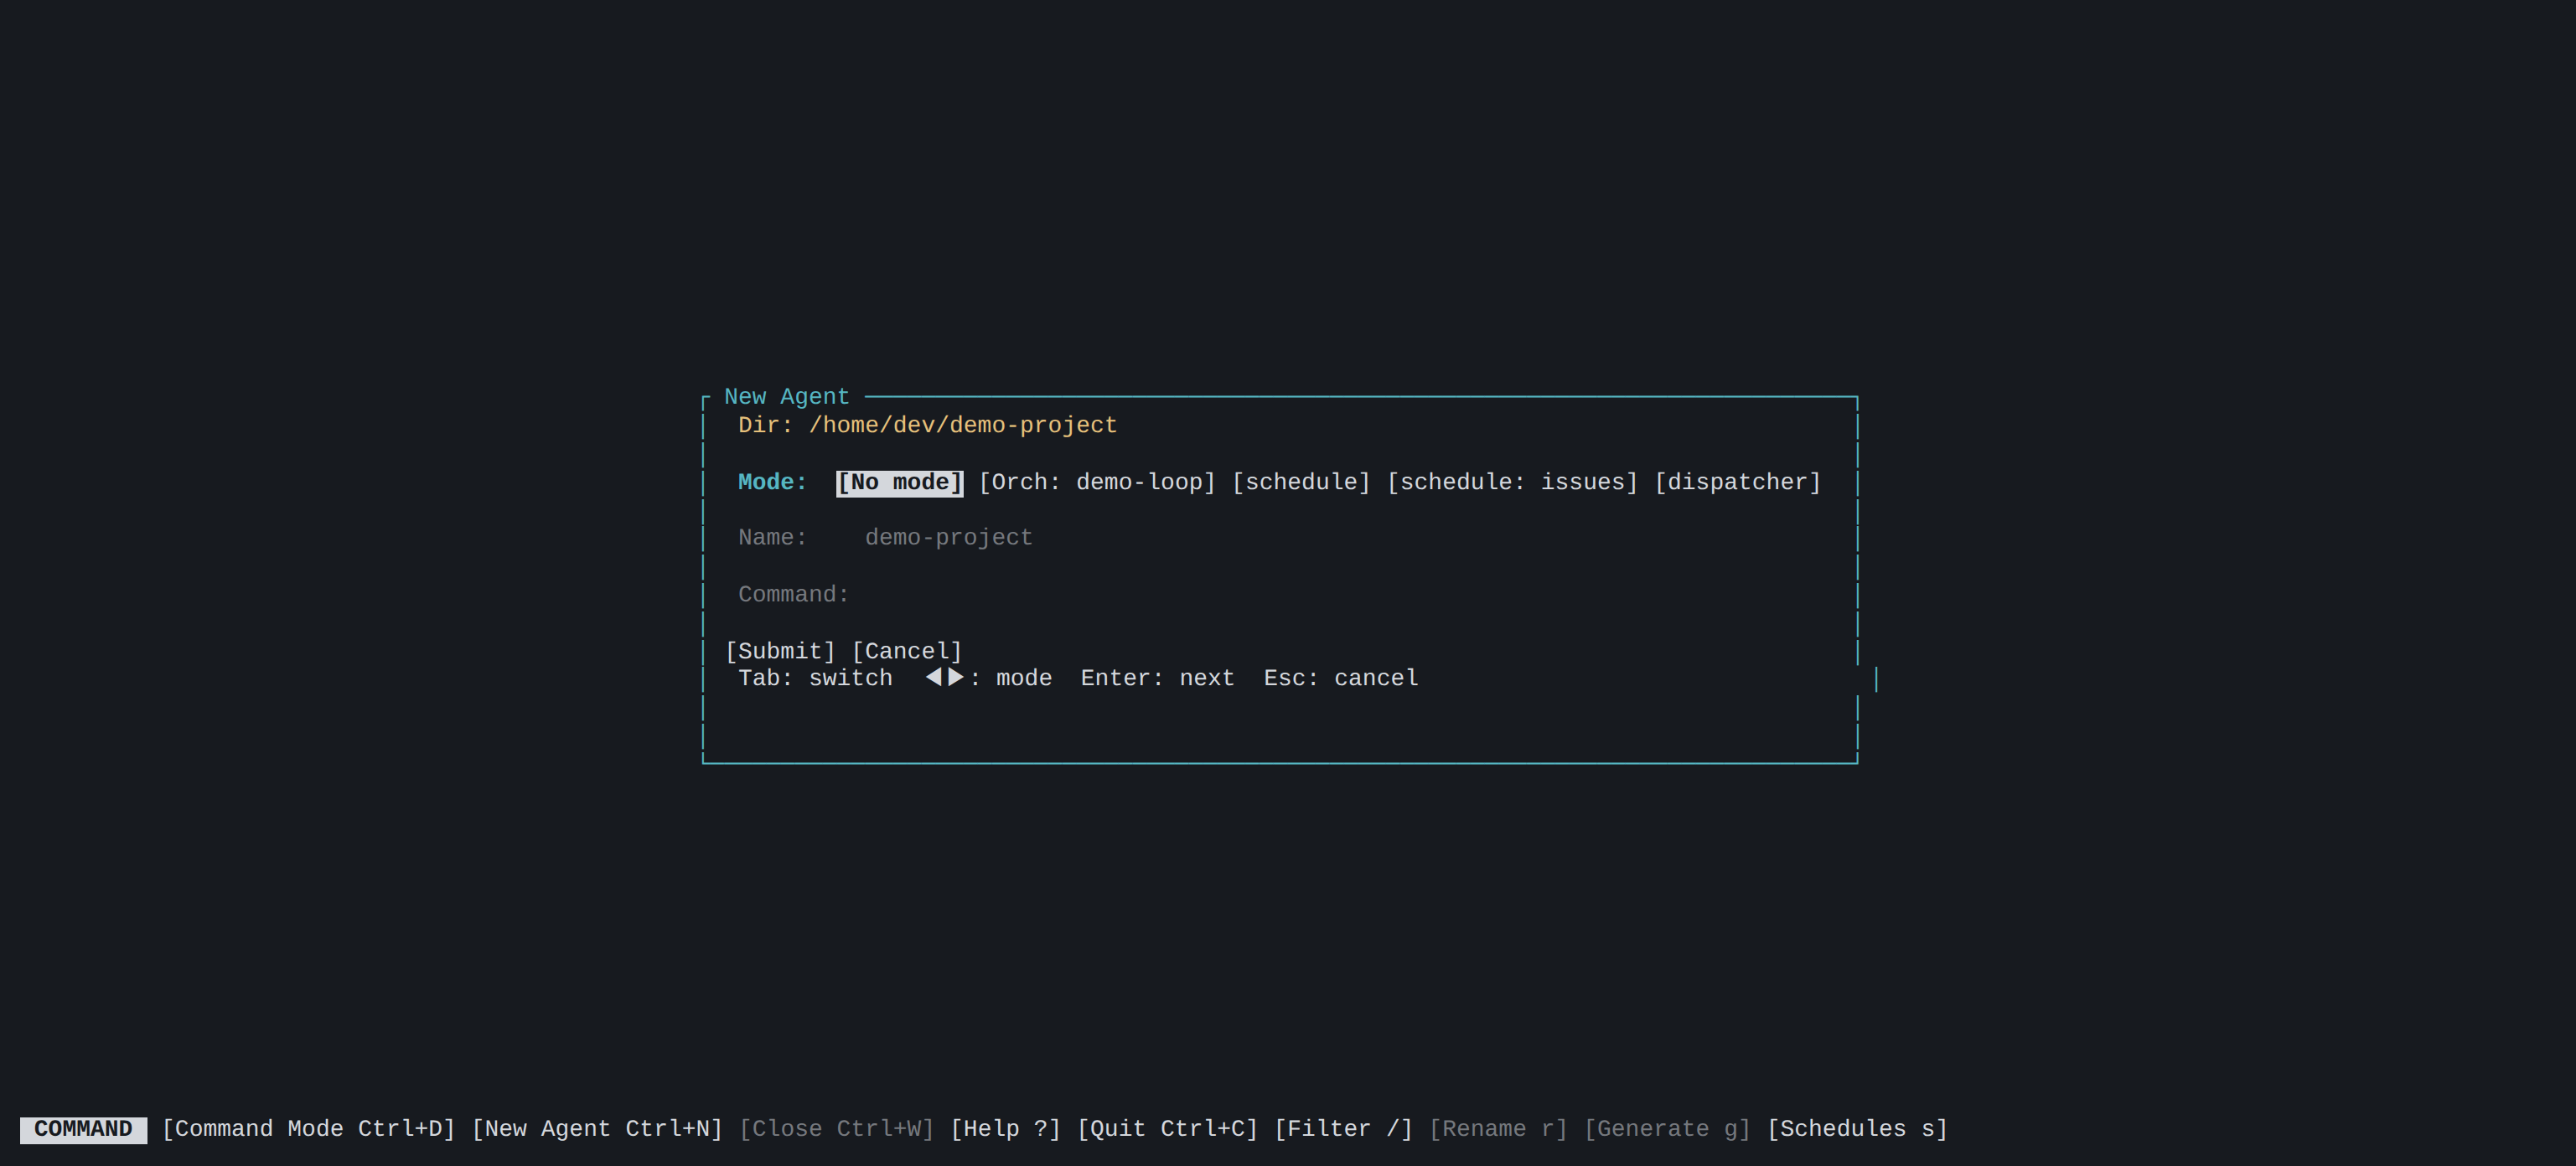 New Agent
Dir: /home/dev/demo-project
Mode: [No mode] [Orch: demo-loop] [schedule] [schedule: issues] [dispatcher]
Name: demo-project
Command:
[Submit] [Cancel]
Tab: switch ◀▶: mode Enter: next Esc: cancel
COMMAND [Command Mode Ctrl+D] [New Agent Ctrl+N] [Close Ctrl+W] [Help ?] [Quit Ctrl+C] [Filter /] [Rename r] [Generate g] [Schedules s]